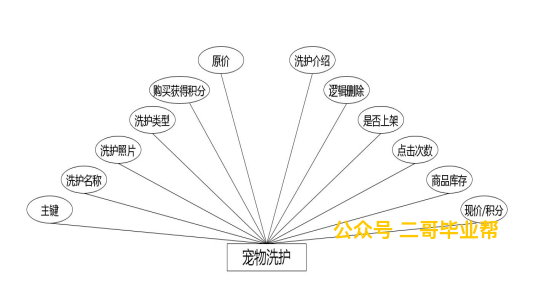 原价
洗护介绍
购买获得积分
逻辑删除
洗护类型
是否上架
洗护照片
点击次数
洗护名称
商品库存
主键
现价/积分
公众号 二哥毕业帮
宠物洗护